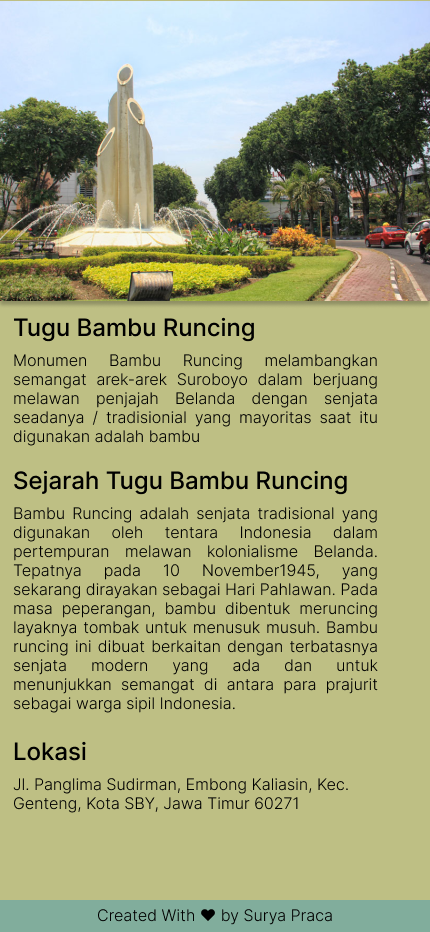 Tugu Bambu Runcing
Monumen Bambu Runcing melambangkan
semangat arek-arek Suroboyo dalam berjuang
melawan penjajah Belanda dengan senjata
seadanya / tradisionial yang mayoritas saat itu
digunakan adalah bambu
Sejarah Tugu Bambu Runcing
Bambu Runcing adalah senjata tradisional yang
digunakan oleh tentara Indonesia dalam
pertempuran melawan kolonialisme Belanda.
Tepatnya pada 10 November1945, yang
sekarang dirayakan sebagai Hari Pahlawan. Pada
masa peperangan, bambu dibentuk meruncing
layaknya tombak untuk menusuk musuh. Bambu
runcing ini dibuat berkaitan dengan terbatasnya
senjata modern yang ada dan untuk
menunjukkan semangat di antara para prajurit
sebagai warga sipil Indonesia.
Lokasi
Jl. Panglima Sudirman, Embong Kaliasin, Kec.
Genteng, Kota SBY, Jawa Timur 60271
Created With ♥ by Surya Praca